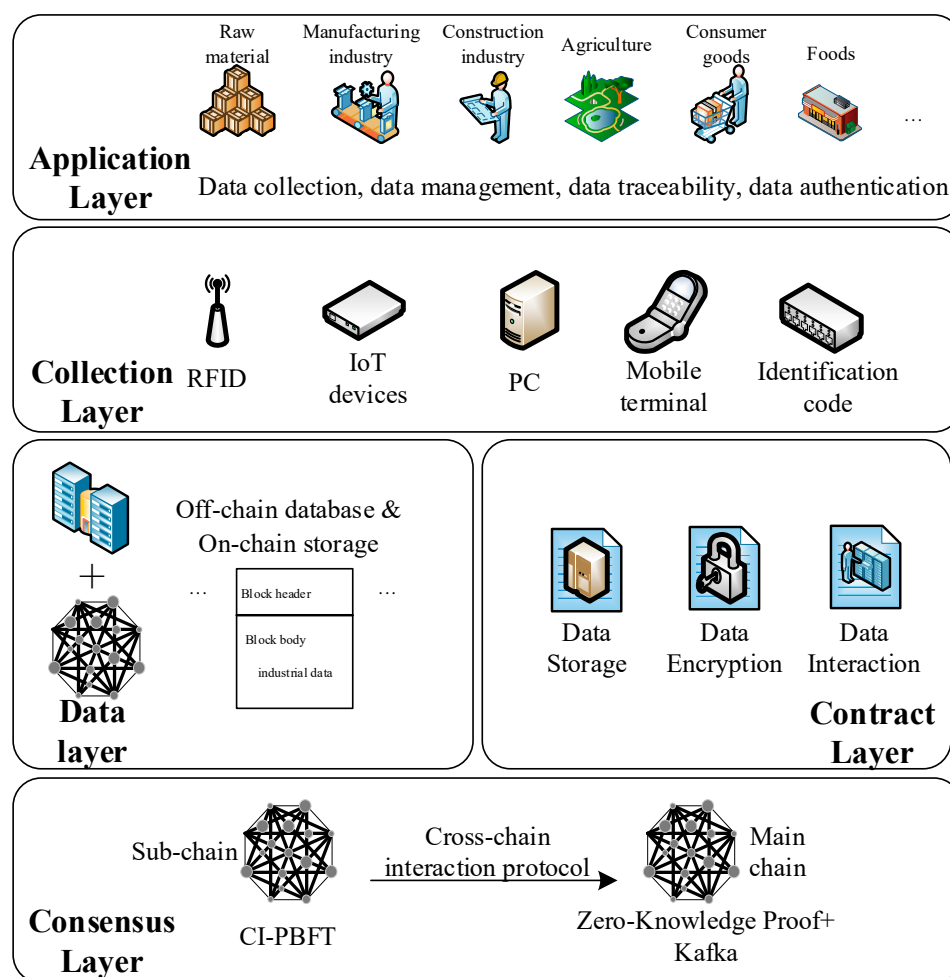 Raw
material
Manufacturing
industry
Construction
industry
Agriculture
Consumer
goods
Foods
...
Application
Layer
Data collection, data management, data traceability, data authentication
RFID
IoT
devices
PC
Mobile
terminal
Identification
code
Collection
Layer
Off-chain database &
On-chain storage
+
...
Block header
...
Block body
industrial data
Data
layer
Data
Storage
Data
Encryption
Data
Interaction
Contract
Layer
Sub-chain
CI-PBFT
Cross-chain
interaction protocol
Main
chain
Zero-Knowledge Proof+
Kafka
Consensus
Layer